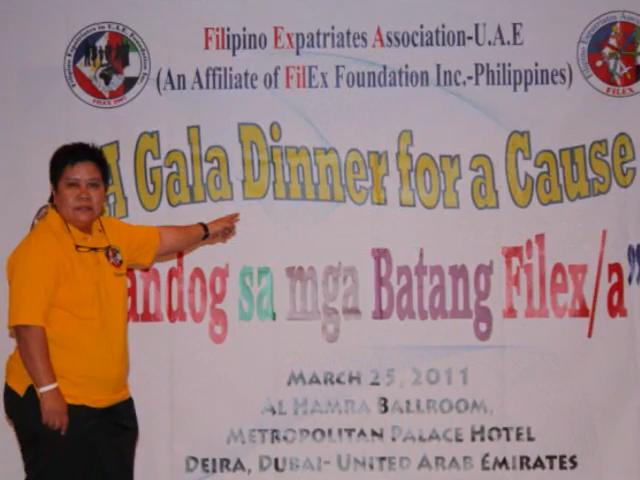 Filipino Expatriates Association-U.A.E
(An Affiliate of FilEx Foundation Inc.-Philippines)
A Gala Dinner for a Cause
andog sa mga Batang Filex/a"
MARCH 25, 2011
AL HAMRA BALLROOM,
METROPOLITAN PALACE HOTEL
DEIRA, DUBAI- UNITED ARAB EMIRATES
FILEX